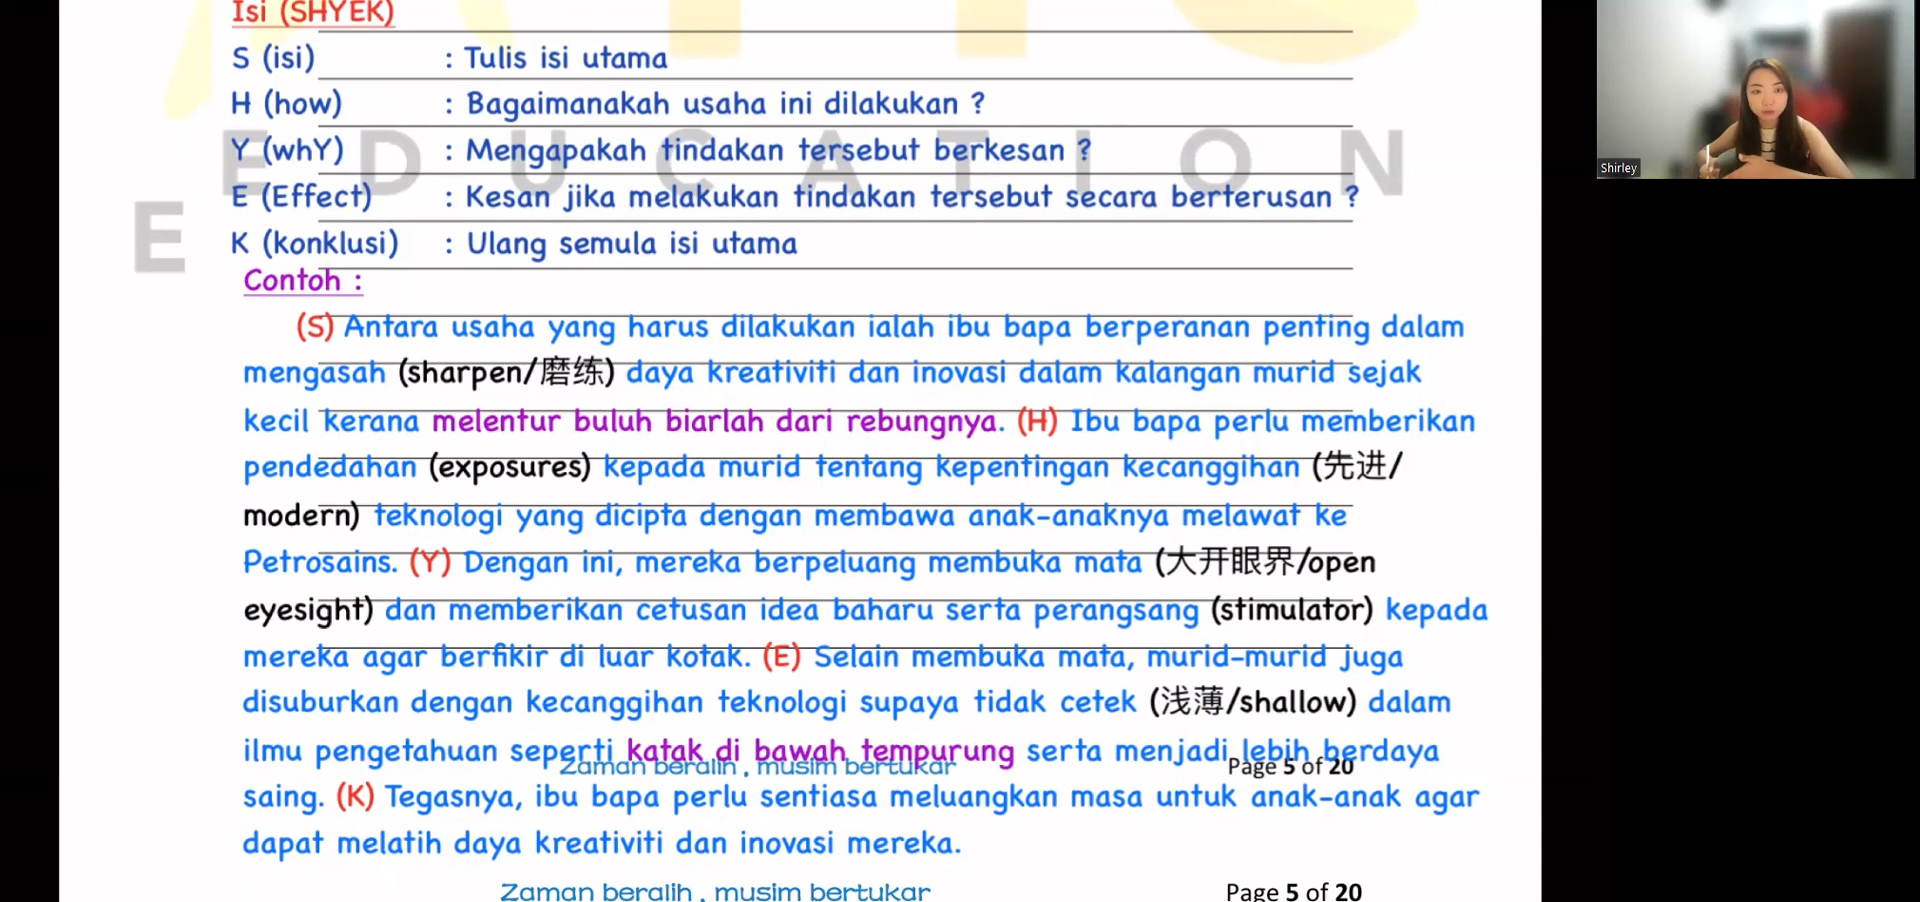 Isi (SHYEK)
S (isi) : Tulis isi utama
H (how) : Bagaimanakah usaha ini dilakukan ?
Y (whY) : Mengapakah tindakan tersebut berkesan ?
E (Effect) : Kesan jika melakukan tindakan tersebut secara berterusan ?
K (konklusi) : Ulang semula isi utama
EDUCATION
E
Contoh :
(S) Antara usaha yang harus dilakukan ialah ibu bapa berperanan penting dalam
mengasah (sharpen/磨练) daya kreativiti dan inovasi dalam kalangan murid sejak
kecil kerana melentur buluh biarlah dari rebungnya. (H) Ibu bapa perlu memberikan
pendedahan (exposures) kepada murid tentang kepentingan kecanggihan (先进/
modern) teknologi yang dicipta dengan membawa anak-anaknya melawat ke
Petrosains. (Y) Dengan ini, mereka berpeluang membuka mata (大开眼界/open
eyesight) dan memberikan cetusan idea baharu serta perangsang (stimulator) kepada
mereka agar berfikir di luar kotak. (E) Selain membuka mata, murid-murid juga
disuburkan dengan kecanggihan teknologi supaya tidak cetek (浅薄/shallow) dalam
ilmu pengetahuan seperti katak di bawah tempurung serta menjadi lebih berdaya
Zaman beralih , musim bertukar Page 5 of 20
saing. (K) Tegasnya, ibu bapa perlu sentiasa meluangkan masa untuk anak-anak agar
dapat melatih daya kreativiti dan inovasi mereka.
Zaman beralih , musim bertukar Page 5 of 20
Shirley